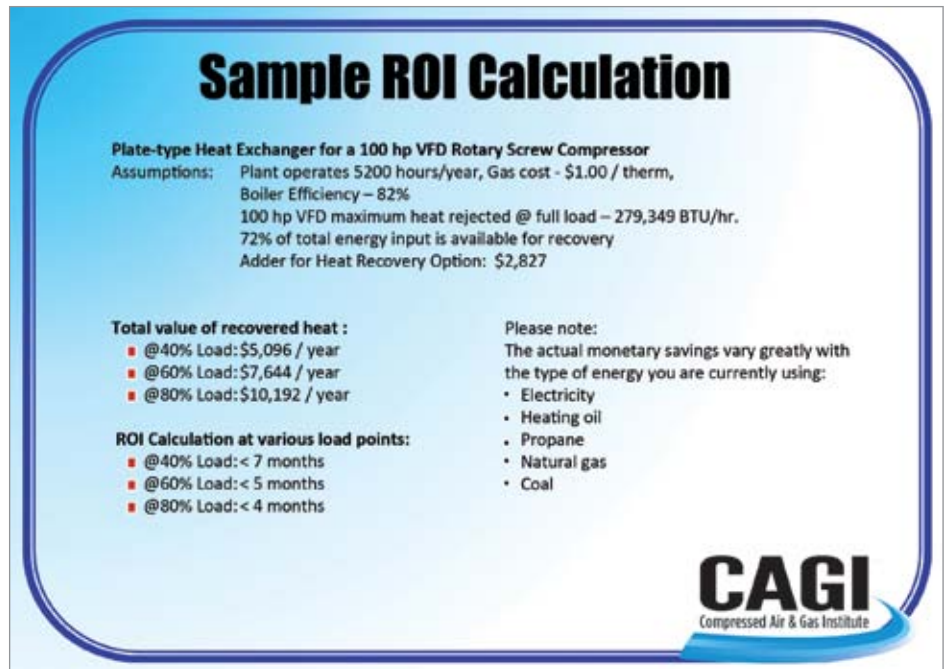 Sample ROI Calculation
Plate-type Heat Exchanger for a 100 hp VFD Rotary Screw Compressor
Assumptions: Plant operates 5200 hours/year, Gas cost - $1.00 / therm,
Boiler Efficiency – 82%
100 hp VFD maximum heat rejected @ full load – 279,349 BTU/hr.
72% of total energy input is available for recovery
Adder for Heat Recovery Option: $2,827
Total value of recovered heat :
@40% Load: $5,096 / year
@60% Load: $7,644 / year
@80% Load: $10,192 / year
ROI Calculation at various load points:
@40% Load: < 7 months
@60% Load: < 5 months
@80% Load: < 4 months
Please note:
The actual monetary savings vary greatly with
the type of energy you are currently using:
• Electricity
• Heating oil
• Propane
• Natural gas
• Coal
CAGI
Compressed Air & Gas Institute